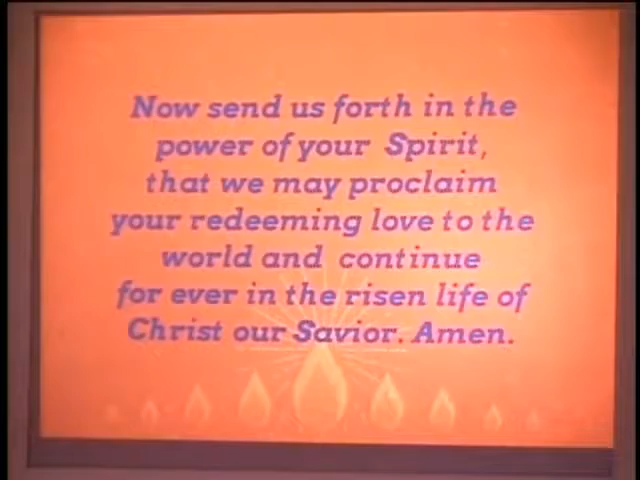 Now send us forth in the
power of your Spirit,
that we may proclaim
your redeeming love to the
world and continue
for ever in the risen life of
Christ our Savior. Amen.